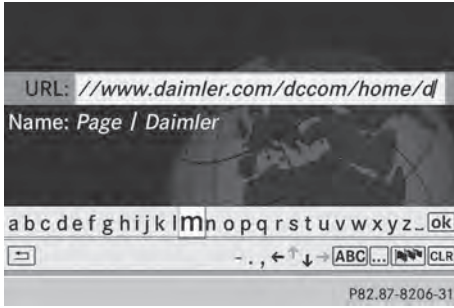 URL: //www.daimler.com/dccom/home/d
Name: Page | Daimler
a b c d e f g h i j k l m n o p q r s t u v w x y z _ ok
- . , ← ↑ ↓ → ABC ... CLR
P82.87-8206-31